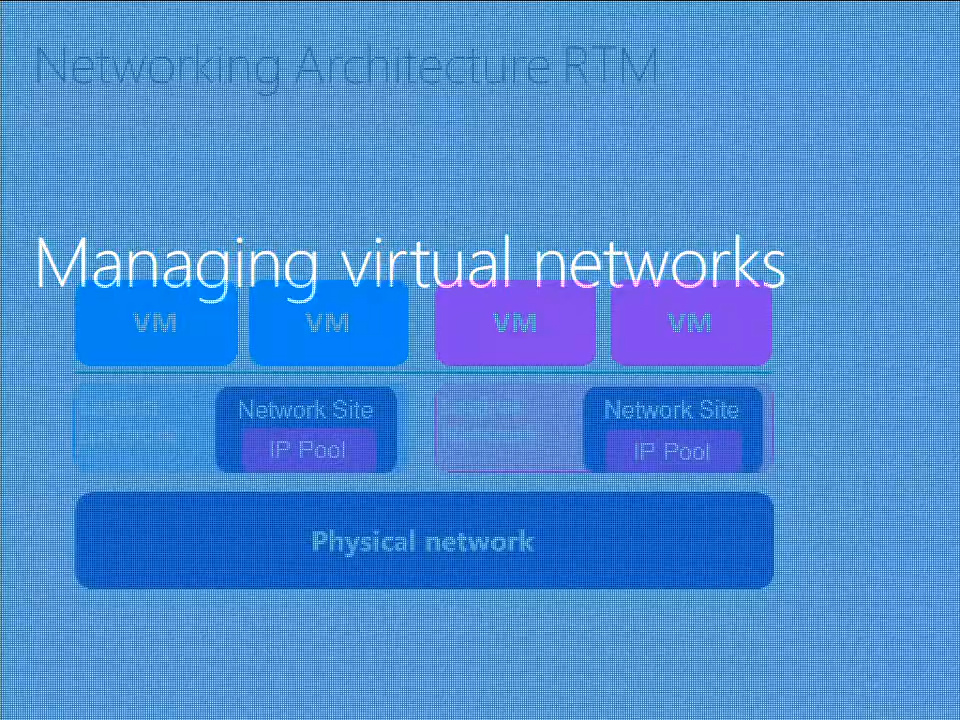 Networking Architecture RTM
Managing virtual networks
VM VM VM VM
Network Site Network Site
IP Pool IP Pool
Physical network